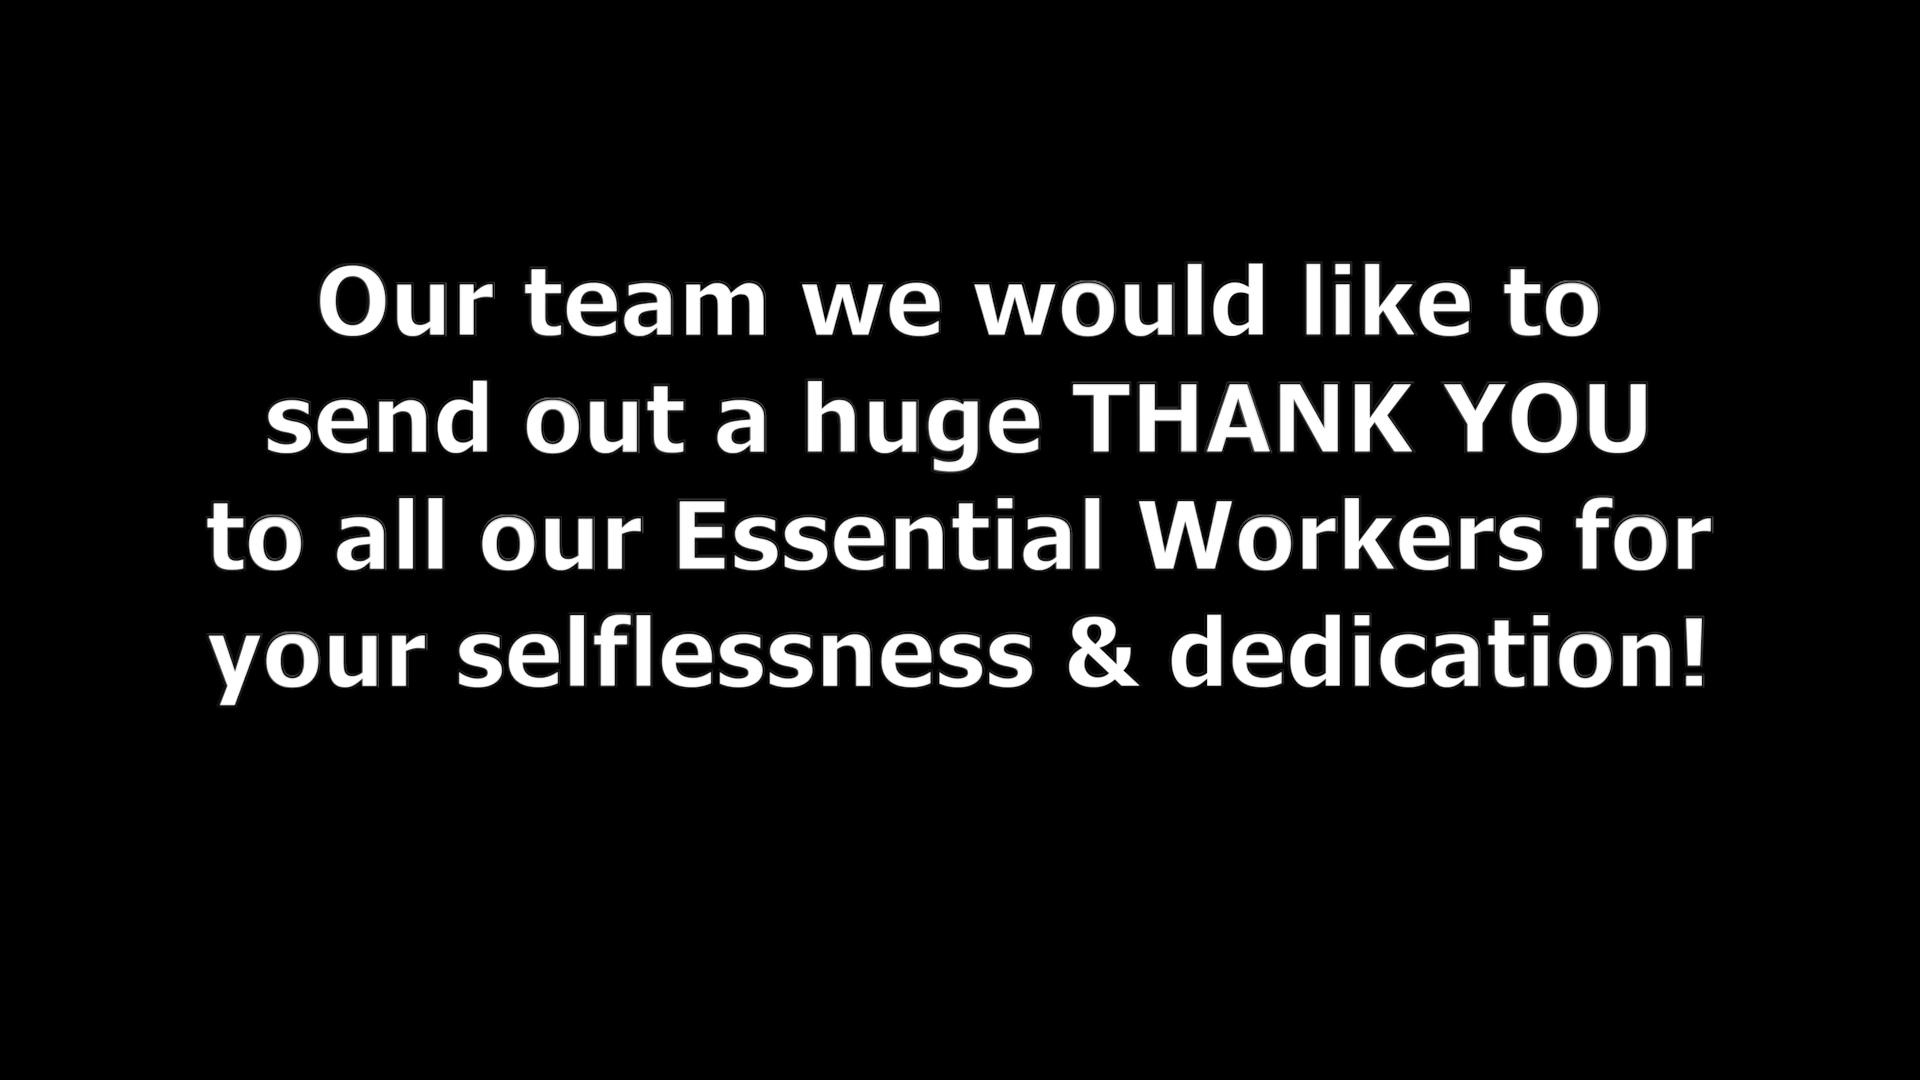 Our team we would like to
send out a huge THANK YOU
to all our Essential Workers for
your selflessness & dedication!